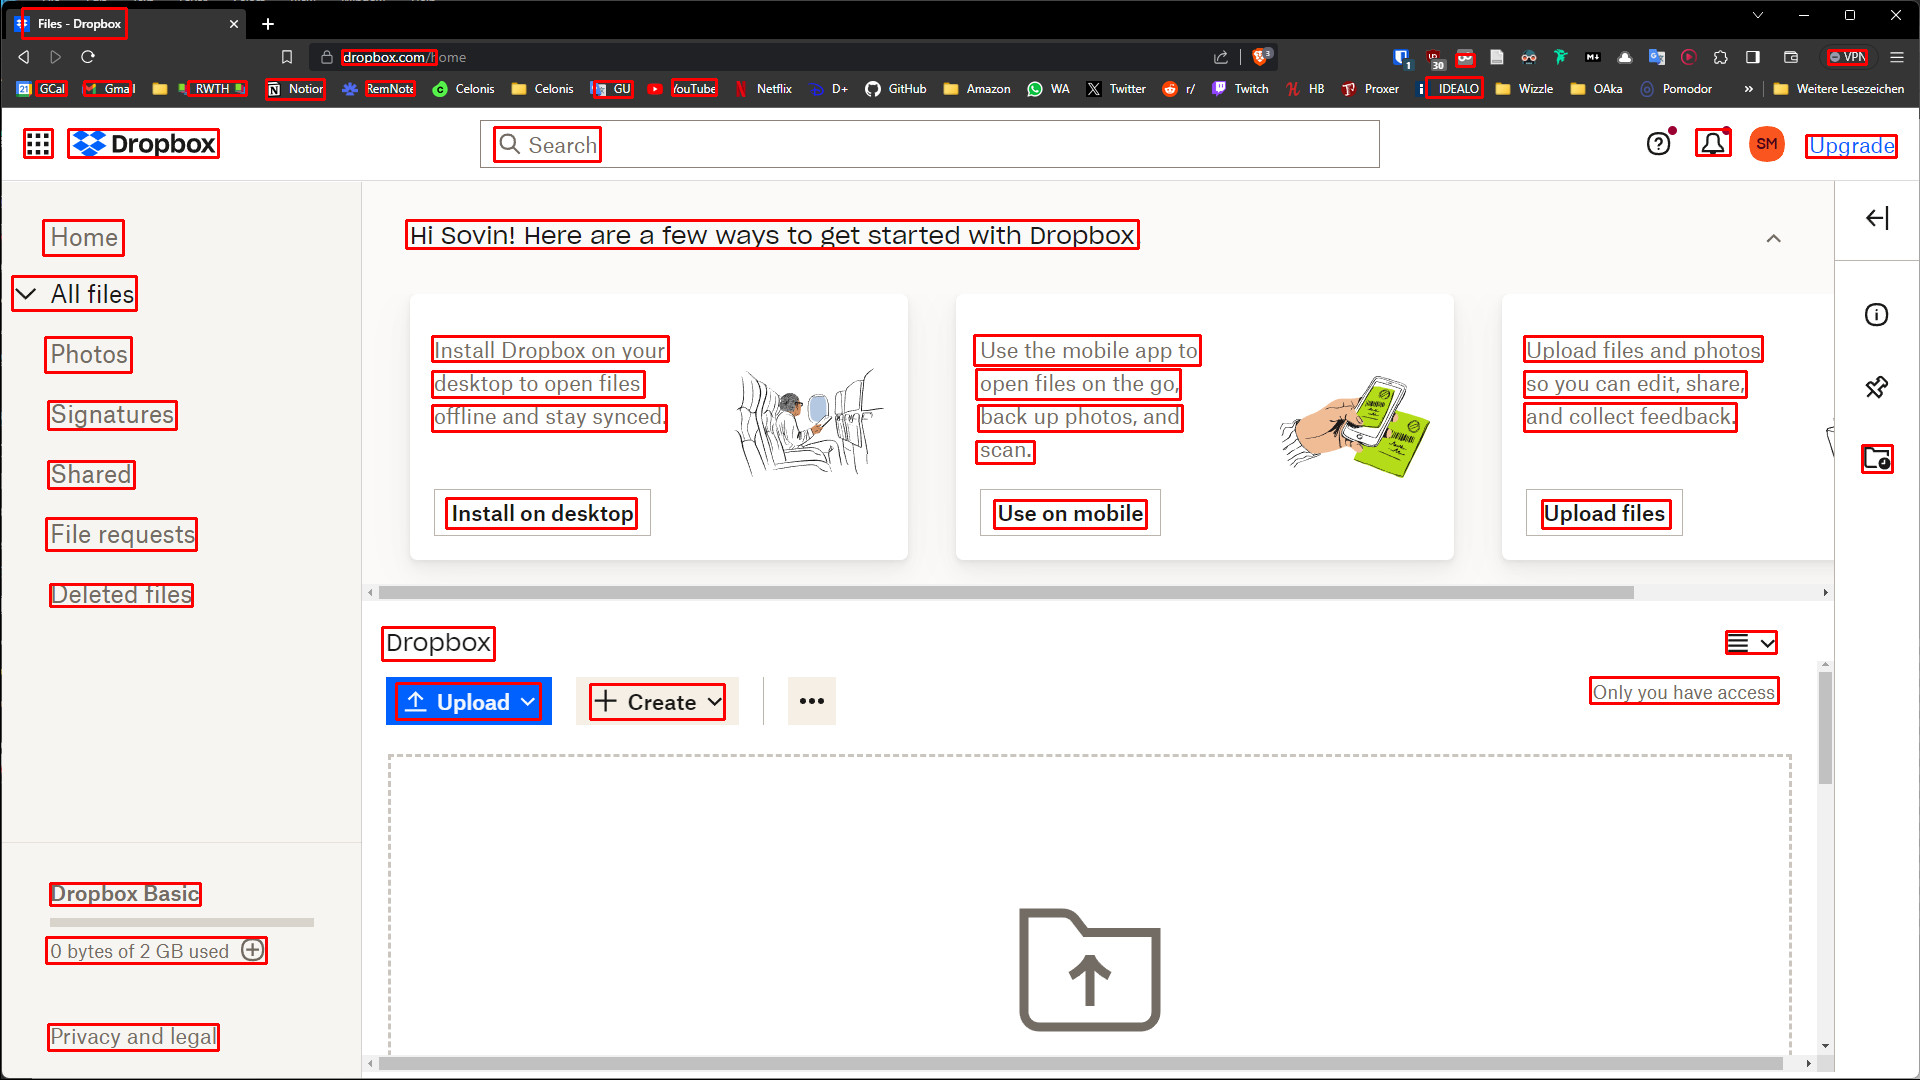 Files - Dropbox
dropbox.com/home
3
1
30
VPN
21 GCal Gmai RWTH Notion RemNote Celonis Celonis GU YouTube Netflix D+ GitHub Amazon WA Twitter r/ Twitch HB Proxer IDEALO Wizzle OAka Pomodor » Weitere Lesezeichen
Dropbox
Search
SM
Upgrade
Home
All files
Photos
Signatures
Shared
File requests
Deleted files
Dropbox Basic
0 bytes of 2 GB used
Privacy and legal
Hi Sovin! Here are a few ways to get started with Dropbox
Install Dropbox on your
desktop to open files
offline and stay synced.
Install on desktop
Use the mobile app to
open files on the go,
back up photos, and
scan.
Use on mobile
Upload files and photos
so you can edit, share,
and collect feedback.
Upload files
Dropbox
Upload
Create
Only you have access